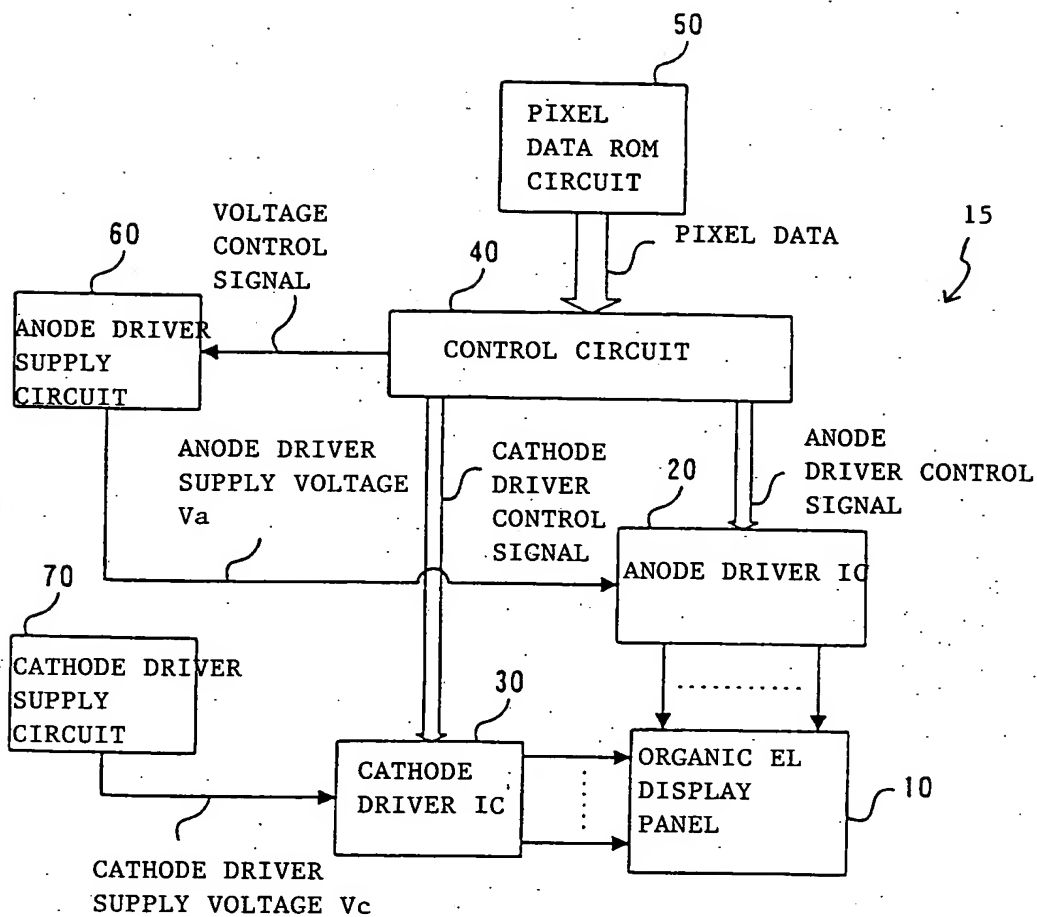 50
PIXEL
DATA ROM
CIRCUIT
PIXEL DATA
15
VOLTAGE
CONTROL
SIGNAL
60
40
ANODE DRIVER
SUPPLY
CIRCUIT
CONTROL CIRCUIT
ANODE DRIVER
SUPPLY VOLTAGE
Va
CATHODE
DRIVER
CONTROL
SIGNAL
ANODE
DRIVER CONTROL
SIGNAL
20
ANODE DRIVER IC
70
CATHODE DRIVER
SUPPLY
CIRCUIT
30
CATHODE
DRIVER IC
ORGANIC EL
DISPLAY
PANEL
10
CATHODE DRIVER
SUPPLY VOLTAGE Vc